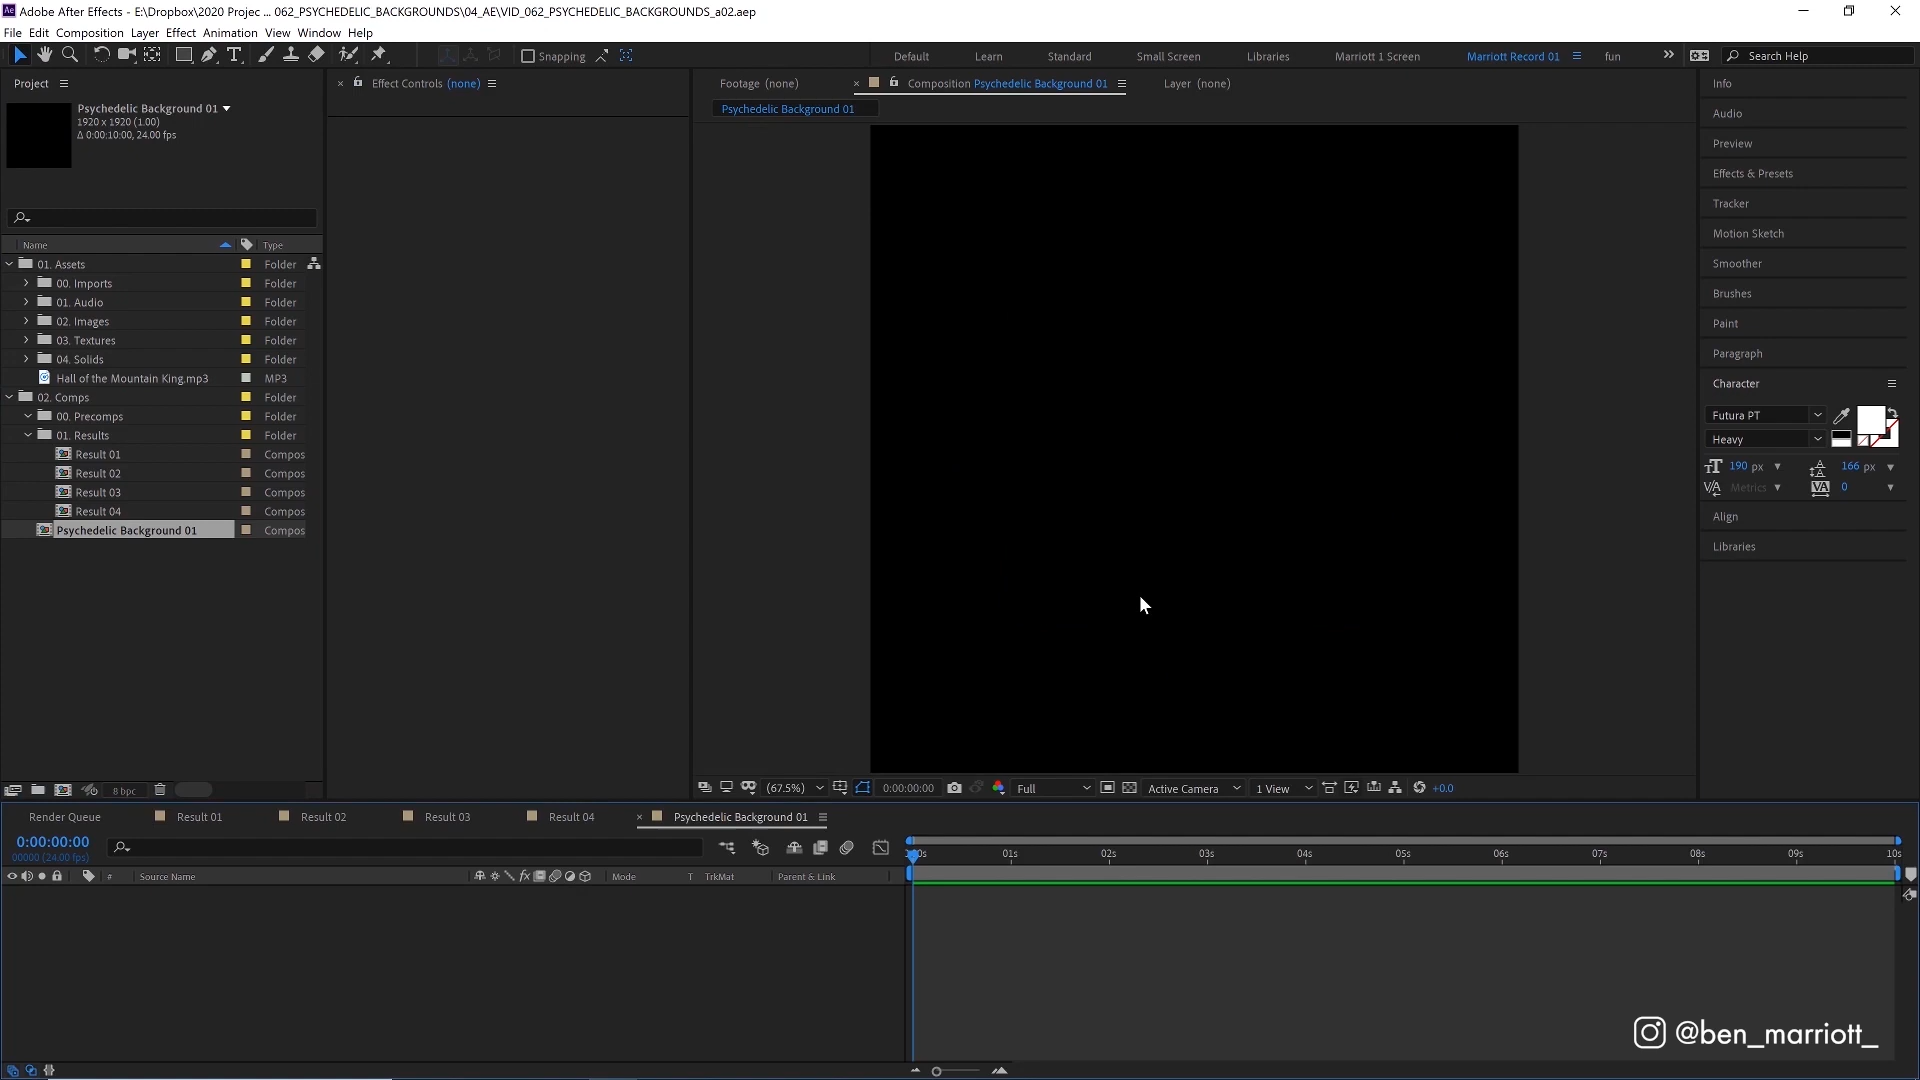 Adobe After Effects - E:\Dropbox\2020 Projec ... 062_PSYCHEDELIC_BACKGROUNDS\04_AE\VID_062_PSYCHEDELIC_BACKGROUNDS_a02.aep
File Edit Composition Layer Effect Animation View Window Help
Snapping
Default Learn Standard Small Screen Libraries Marriott 1 Screen Marriott Record 01 fun Search Help
Project
Effect Controls (none)
Footage (none)
Composition Psychedelic Background 01
Layer (none)
Psychedelic Background 01
Psychedelic Background 01
1920 x 1920 (1.00)
Δ 0:00:10:00, 24.00 fps
Name Type
01. Assets Folder
00. Imports Folder
01. Audio Folder
02. Images Folder
03. Textures Folder
04. Solids Folder
Hall of the Mountain King.mp3 MP3
02. Comps Folder
00. Precomps Folder
01. Results Folder
Result 01 Compos
Result 02 Compos
Result 03 Compos
Result 04 Compos
Psychedelic Background 01 Compos
8 bpc
(67.5%) 0:00:00:00 Full Active Camera 1 View +0.0
Info
Audio
Preview
Effects & Presets
Tracker
Motion Sketch
Smoother
Brushes
Paint
Paragraph
Character
Futura PT
Heavy
190 px 166 px
Metrics 0
Align
Libraries
Render Queue Result 01 Result 02 Result 03 Result 04 Psychedelic Background 01
0:00:00:00
00000 (24.00 fps)
# Source Name Mode T TrkMat Parent & Link
01s 02s 03s 04s 05s 06s 07s 08s 09s 10s
@ben_marriott_